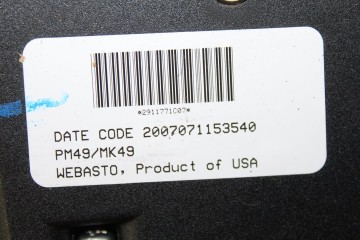 *2911771C07*
DATE CODE 2007071153540
PM49/MK49
WEBASTO, Product of USA